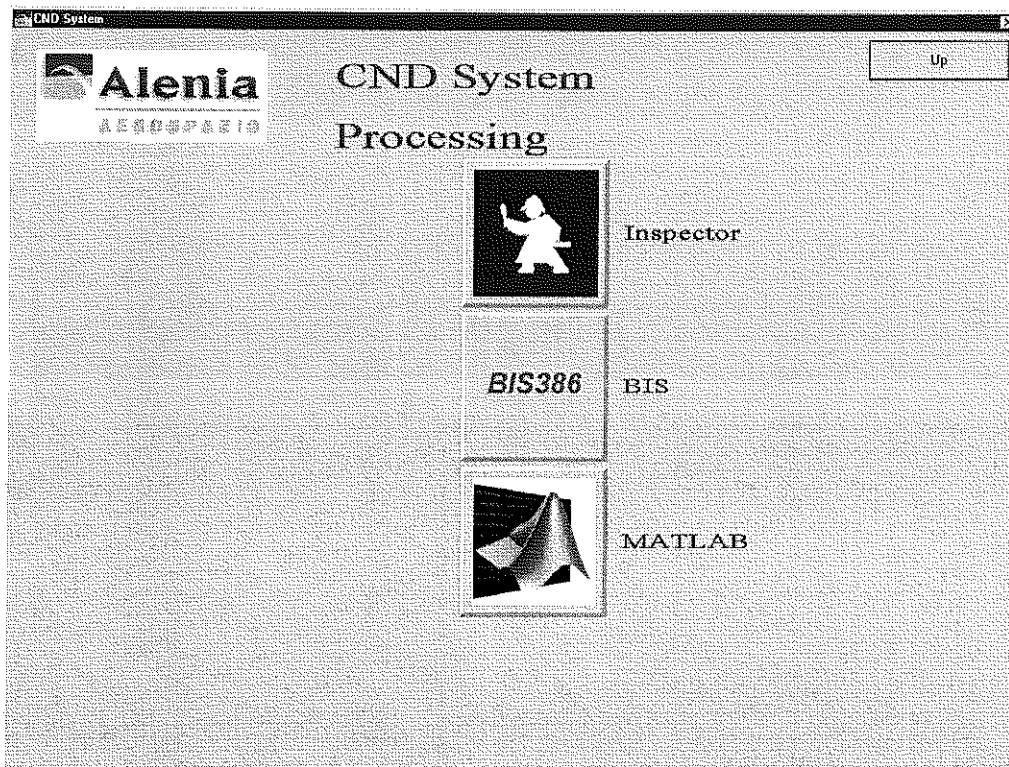 CND System
Up
Alenia
AEROSPAZIO
CND System
Processing
Inspector
BIS386
BIS
MATLAB